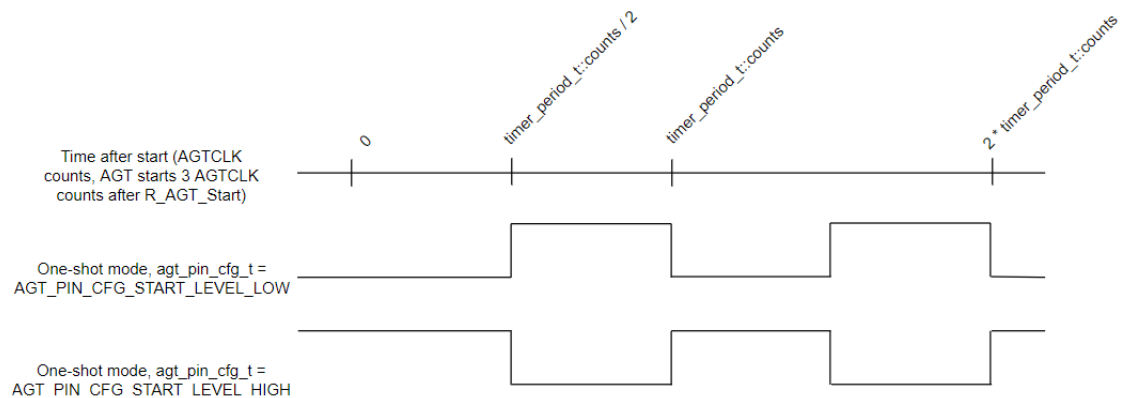 0
timer_period_t::counts / 2
timer_period_t::counts
2 * timer_period_t::counts
Time after start (AGTCLK
counts, AGT starts 3 AGTCLK
counts after R_AGT_Start)
One-shot mode, agt_pin_cfg_t =
AGT_PIN_CFG_START_LEVEL_LOW
One-shot mode, agt_pin_cfg_t =
AGT_PIN_CFG_START_LEVEL_HIGH